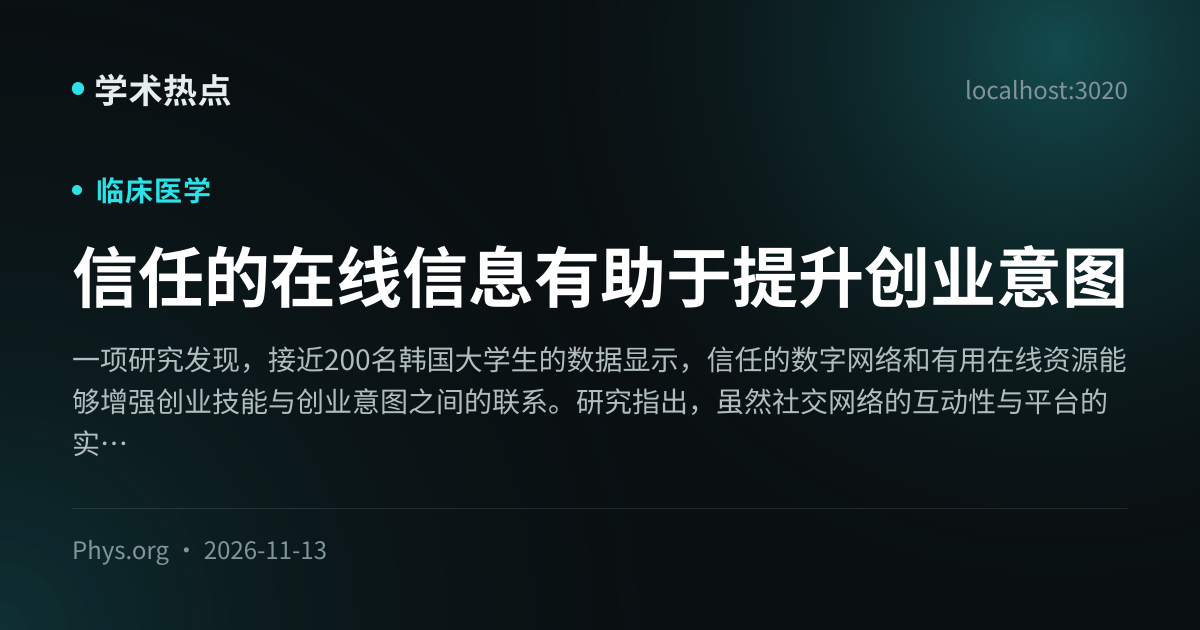 学术热点
localhost:3020
临床医学
信任的在线信息有助于提升创业意图
一项研究发现，接近200名韩国大学生的数据显示，信任的数字网络和有用在线资源能
够增强创业技能与创业意图之间的联系。研究指出，虽然社交网络的互动性与平台的
实…
Phys.org • 2026-11-13